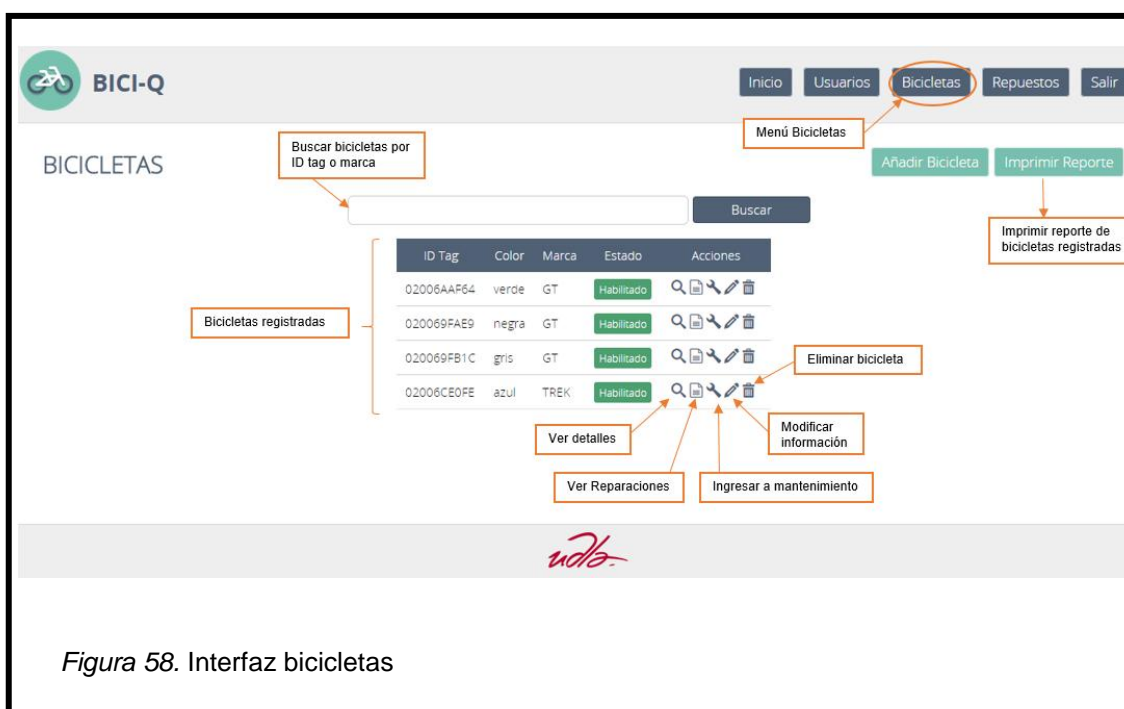 BICI-Q
Inicio Usuarios Bicicletas Repuestos Salir
Menú Bicicletas
BICICLETAS
Buscar bicicletas por
ID tag o marca
Añadir Bicicleta Imprimir Reporte
Buscar
Imprimir reporte de
bicicletas registradas
ID Tag Color Marca Estado Acciones
02006AAF64 verde GT Habilitado
020069FAE9 negra GT Habilitado
Bicicletas registradas
020069FB1C gris GT Habilitado
Eliminar bicicleta
02006CE0FE azul TREK Habilitado
Ver detalles
Modificar
información
Ver Reparaciones
Ingresar a mantenimiento
udla-
Figura 58. Interfaz bicicletas